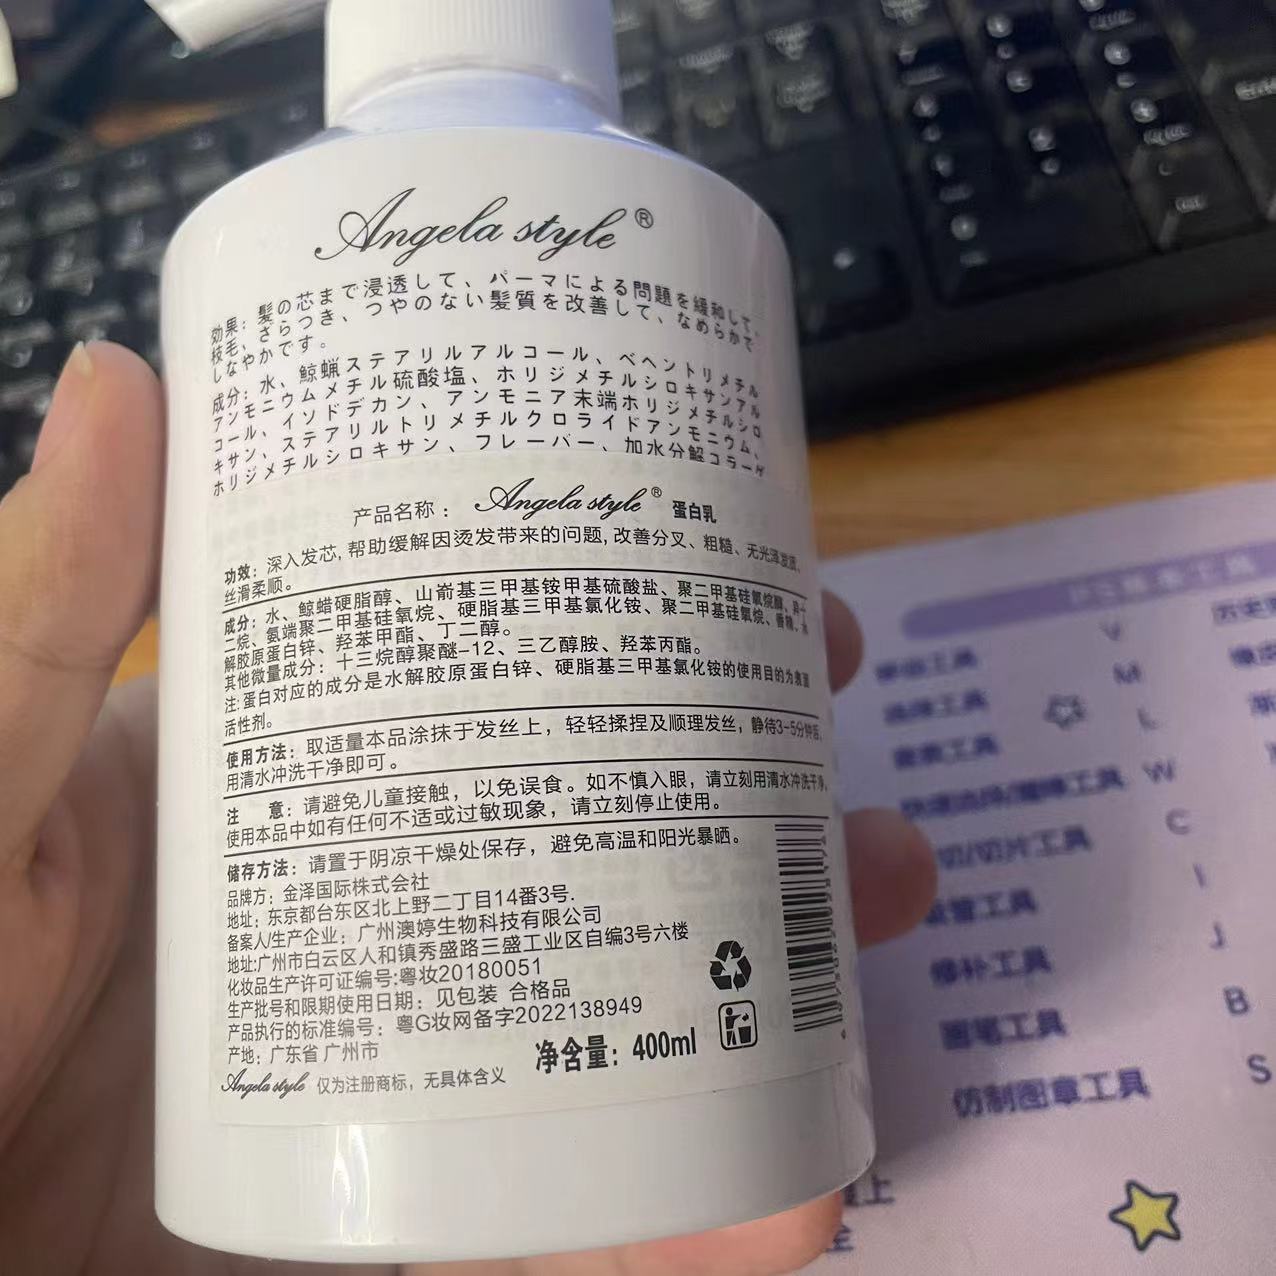 Angela style®
効果: 髪の芯まで浸透して、パーマによる問題を緩和して、
枝毛、ざらつき、つやのない髪質を改善して、なめらかで
しなやかです。
成分: 水、鯨蝋ステアリルアルコール、ベヘントリメチル
アンモニウムメチル硫酸塩、ホリジメチルシロキサンアル
コール、イソドデカン、アンモニア末端ホリジメチルシロ
キサン、ステアリルトリメチルクロライドアンモニウム、
ホリジメチルシロキサン、フレーバー、加水分解コラーゲ
产品名称： Angela style® 蛋白乳
功效: 深入发芯, 帮助缓解因烫发带来的问题, 改善分叉、粗糙、无光泽发质,
丝滑柔顺。
成分: 水、鲸蜡硬脂醇、山嵛基三甲基铵甲基硫酸盐、聚二甲基硅氧烷醇、异十
二烷、氨端聚二甲基硅氧烷、硬脂基三甲基氯化铵、聚二甲基硅氧烷、香精、水
解胶原蛋白锌、羟苯甲酯、丁二醇。
其他微量成分: 十三烷醇聚醚-12、三乙醇胺、羟苯丙酯。
注: 蛋白对应的成分是水解胶原蛋白锌、硬脂基三甲基氯化铵的使用目的为表面
活性剂。
使用方法: 取适量本品涂抹于发丝上，轻轻揉捏及顺理发丝, 静待3-5分钟后,
用清水冲洗干净即可。
注 意: 请避免儿童接触，以免误食。如不慎入眼，请立刻用清水冲洗干净,
使用本品中如有任何不适或过敏现象，请立刻停止使用。
储存方法: 请置于阴凉干燥处保存，避免高温和阳光暴晒。
品牌方: 金泽国际株式会社
地址: 东京都台东区北上野二丁目14番3号.
备案人/生产企业: 广州澳婷生物科技有限公司
地址:广州市白云区人和镇秀盛路三盛工业区自编3号六楼
化妆品生产许可证编号:粤妆20180051
生产批号和限期使用日期: 见包装 合格品
产品执行的标准编号: 粤G妆网备字2022138949
产地: 广东省 广州市
净含量: 400ml
Angela style 仅为注册商标，无具体含义
V
移动工具
M
选择工具
L
套索工具
W
快速选择/魔棒工具
C
切/切片工具
I
吸管工具
J
修补工具
B
画笔工具
S
仿制图章工具